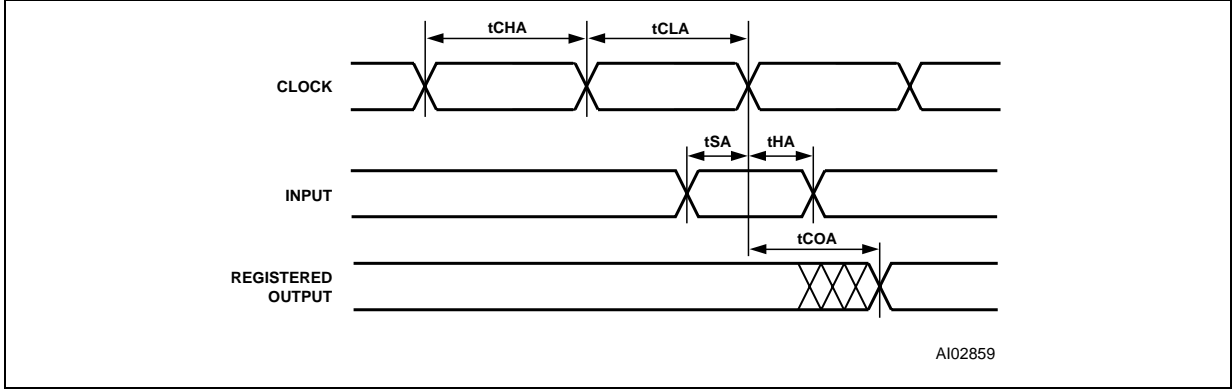 tCHA
tCLA
CLOCK
tSA
tHA
INPUT
tCOA
REGISTERED
OUTPUT
AI02859